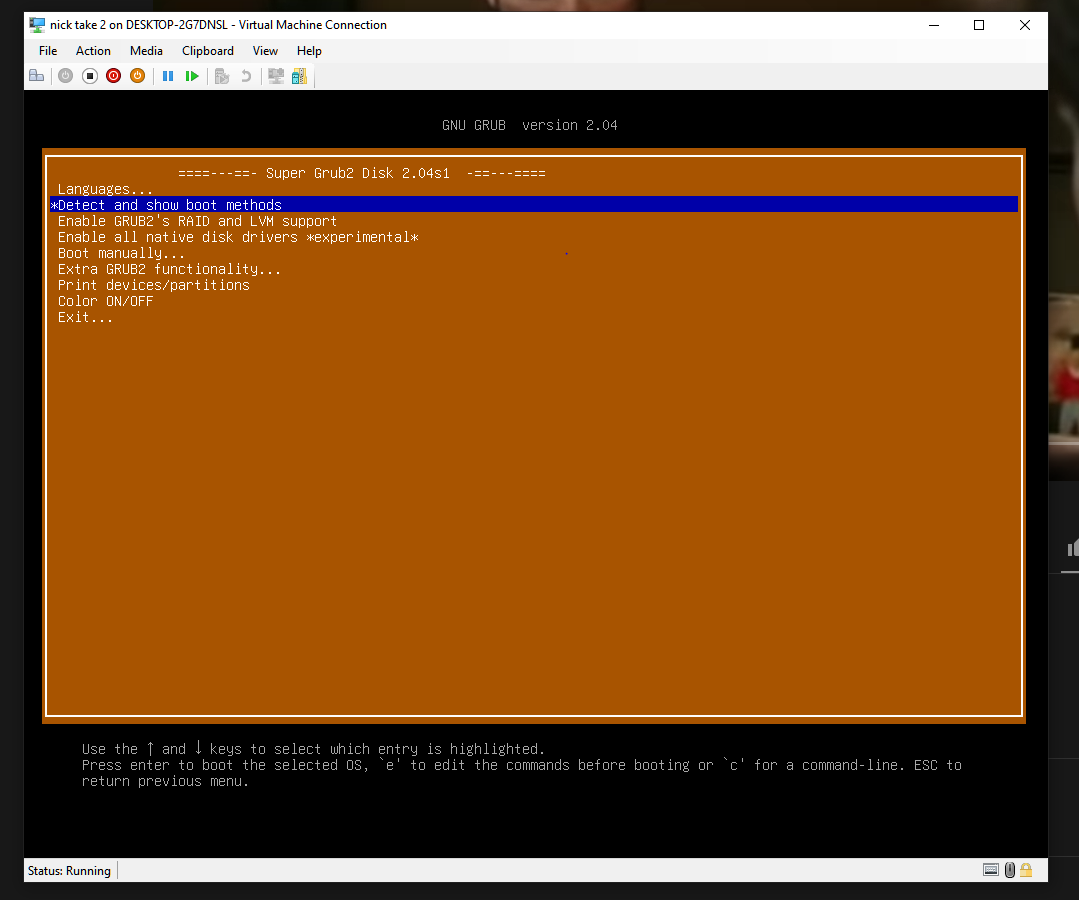 nick take 2 on DESKTOP-2G7DNSL - Virtual Machine Connection
File Action Media Clipboard View Help
GNU GRUB version 2.04
====---==- Super Grub2 Disk 2.04s1 -==---====
Languages...
*Detect and show boot methods
Enable GRUB2's RAID and LVM support
Enable all native disk drivers *experimental*
Boot manually...
Extra GRUB2 functionality...
Print devices/partitions
Color ON/OFF
Exit...
Use the ↑ and ↓ keys to select which entry is highlighted.
Press enter to boot the selected OS, `e' to edit the commands before booting or `c' for a command-line. ESC to
return previous menu.
Status: Running